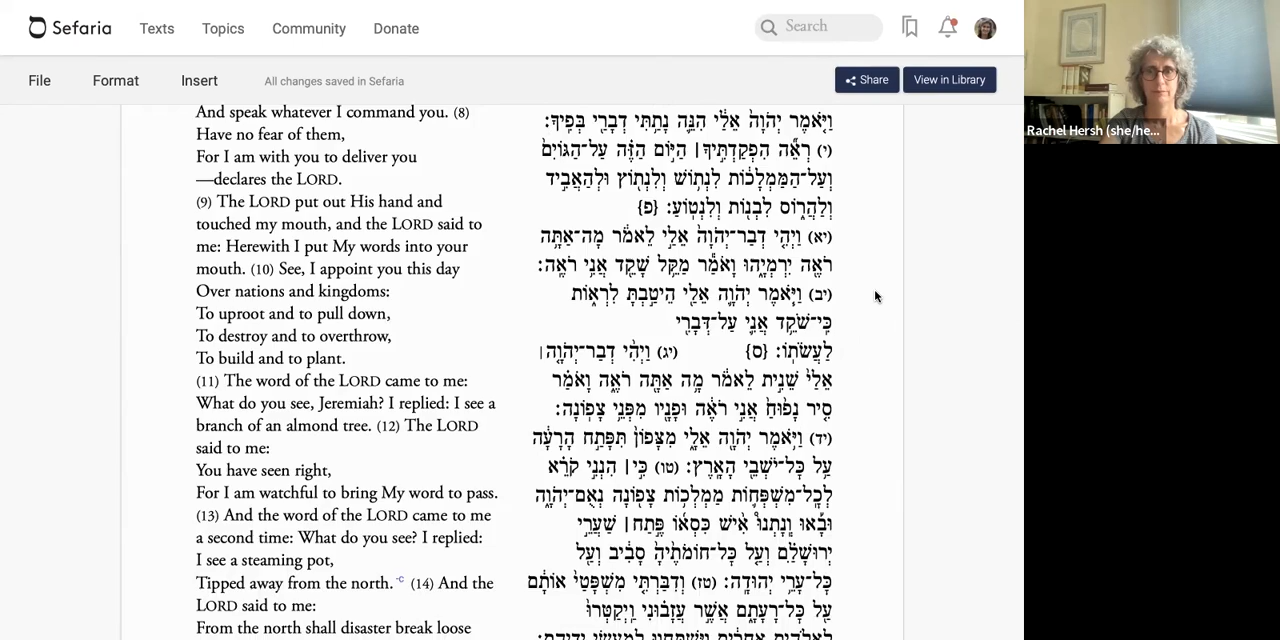 Sefaria Texts Topics Community Donate Search
File Format Insert All changes saved in Sefaria Share View in Library
Rachel Hersh (she/he...
And speak whatever I command you. (8)
Have no fear of them,
For I am with you to deliver you
—declares the LORD.
(9) The LORD put out His hand and
touched my mouth, and the LORD said to
me: Herewith I put My words into your
mouth. (10) See, I appoint you this day
Over nations and kingdoms:
To uproot and to pull down,
To destroy and to overthrow,
To build and to plant.
(11) The word of the LORD came to me:
What do you see, Jeremiah? I replied: I see a
branch of an almond tree. (12) The LORD
said to me:
You have seen right,
For I am watchful to bring My word to pass.
(13) And the word of the LORD came to me
a second time: What do you see? I replied:
I see a steaming pot,
Tipped away from the north. -c (14) And the
LORD said to me:
From the north shall disaster break loose
וַיֹּ֤אמֶר יְהֹוָה֙ אֵלַ֔י הִנֵּ֛ה נָתַ֥תִּי דְבָרַ֖י בְּפִֽיךָ׃
(י) רְאֵ֞ה הִפְקַדְתִּ֣יךָ ׀ הַיּ֣וֹם הַזֶּ֗ה עַל־הַגּוֹיִם֙
וְעַל־הַמַּמְלָכ֔וֹת לִנְת֥וֹשׁ וְלִנְת֖וֹץ וּלְהַאֲבִ֣יד
וְלַהֲר֑וֹס לִבְנ֖וֹת וְלִנְטֽוֹעַ׃ {פ}
(יא) וַיְהִ֤י דְבַר־יְהֹוָה֙ אֵלַ֣י לֵאמֹ֔ר מָה־אַתָּ֥ה
רֹאֶ֖ה יִרְמְיָ֑הוּ וָאֹמַ֕ר מַקֵּ֥ל שָׁקֵ֖ד אֲנִ֥י רֹאֶֽה׃
(יב) וַיֹּ֧אמֶר יְהֹוָ֛ה אֵלַ֖י הֵיטַ֣בְתָּ לִרְא֑וֹת
כִּֽי־שֹׁקֵ֥ד אֲנִ֛י עַל־דְּבָרִ֖י
לַעֲשֹׂתֽוֹ׃ {ס} (יג) וַיְהִ֨י דְבַר־יְהֹוָ֤ה ׀
אֵלַי֙ שֵׁנִ֣ית לֵאמֹ֔ר מָ֥ה אַתָּ֖ה רֹאֶ֑ה וָאֹמַ֗ר
סִ֤יר נָפ֙וּחַ֙ אֲנִ֣י רֹאֶ֔ה וּפָנָ֖יו מִפְּנֵ֥י צָפֽוֹנָה׃
(יד) וַיֹּ֥אמֶר יְהֹוָ֖ה אֵלָ֑י מִצָּפוֹן֙ תִּפָּתַ֣ח הָרָעָ֔ה
עַ֥ל כׇּל־יֹשְׁבֵ֖י הָאָֽרֶץ׃ (טו) כִּ֣י ׀ הִנְנִ֣י קֹרֵ֗א
לְכׇֽל־מִשְׁפְּח֛וֹת מַמְלְכ֥וֹת צָפ֖וֹנָה נְאֻם־יְהֹוָ֑ה
וּבָ֡אוּ וְֽנָתְנוּ֩ אִ֨ישׁ כִּסְא֜וֹ פֶּ֣תַח ׀ שַׁעֲרֵ֣י
יְרוּשָׁלַ֗͏ִם וְעַ֤ל כׇּל־חוֹמֹתֶ֙יהָ֙ סָבִ֔יב וְעַ֖ל
כׇּל־עָרֵ֥י יְהוּדָֽה׃ (טז) וְדִבַּרְתִּ֤י מִשְׁפָּטַי֙ אוֹתָ֔ם
עַ֖ל כׇּל־רָעָתָ֑ם אֲשֶׁ֣ר עֲזָב֗וּנִי וַֽיְקַטְּרוּ֙